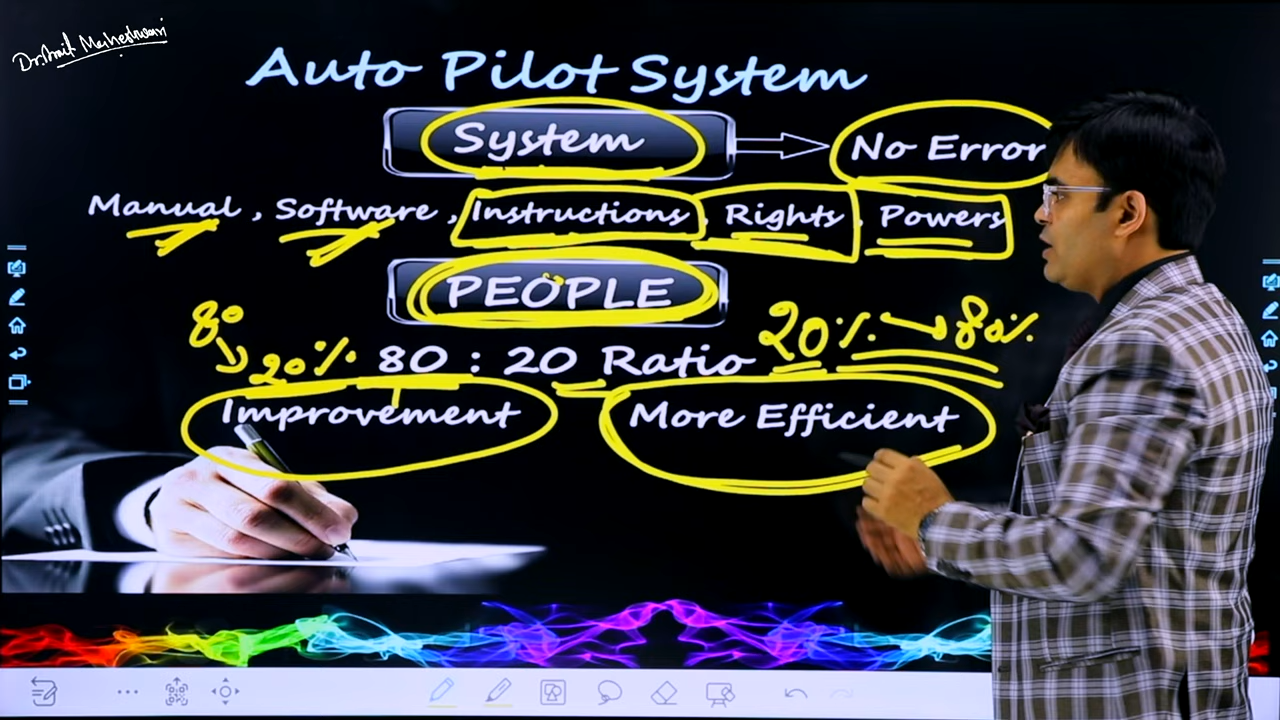 Dr. Amit Maheshwari
Auto Pilot System
System
No Error
Manual , Software , Instructions , Rights , Powers
PEOPLE
80
20%
80 : 20 Ratio
20% 80%
Improvement
More Efficient